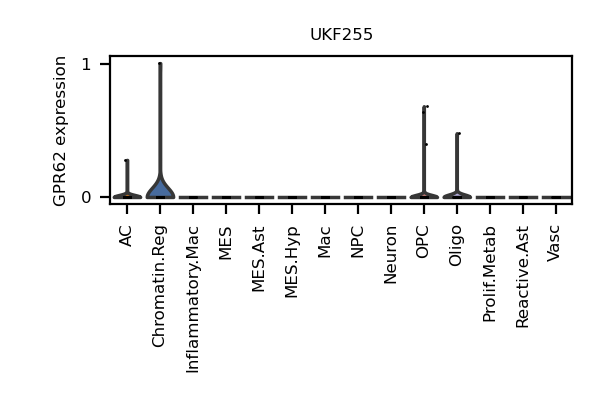 UKF255
GPR62 expression
1
0
AC
Chromatin.Reg
Inflammatory.Mac
MES
MES.Ast
MES.Hyp
Mac
NPC
Neuron
OPC
Oligo
Prolif.Metab
Reactive.Ast
Vasc